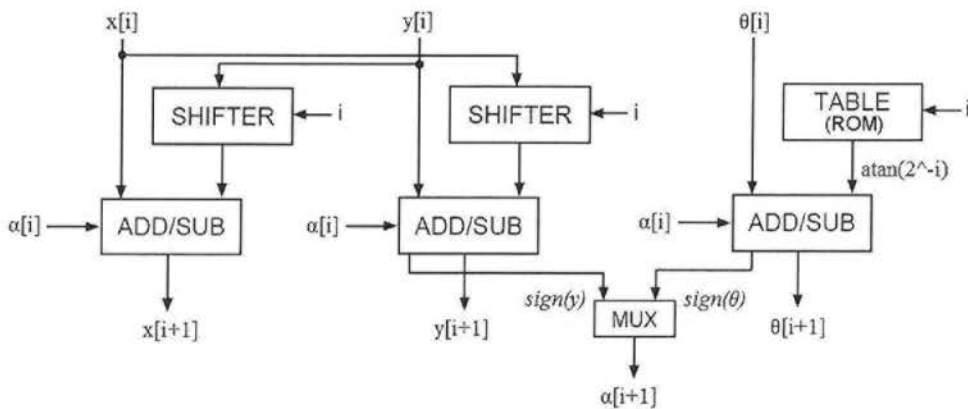 x[i]
y[i]
θ[i]
SHIFTER
i
SHIFTER
i
TABLE
(ROM)
i
atan(2^-i)
α[i]
ADD/SUB
α[i]
ADD/SUB
α[i]
ADD/SUB
sign(y)
sign(θ)
MUX
x[i+1]
y[i+1]
θ[i+1]
α[i+1]